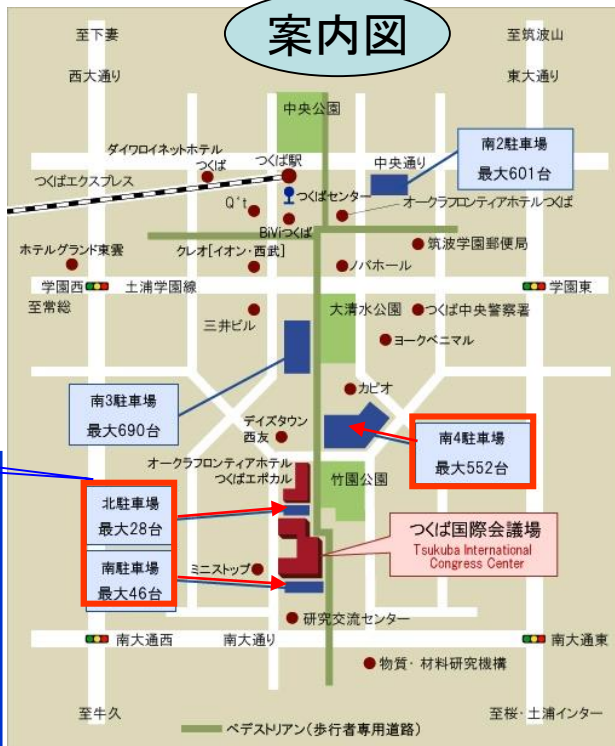 案内図
至下妻
至筑波山
西大通り
東大通り
中央公園
南2駐車場
最大601台
ダイワロイネットホテル
つくば
つくば駅
中央通り
つくばエクスプレス
つくばセンター
Q't
オークラフロンティアホテルつくば
BiViつくば
筑波学園郵便局
ホテルグランド東雲
クレオ[イオン・西武]
ノバホール
学園西
土浦学園線
学園東
至常総
大清水公園
つくば中央警察署
三井ビル
ヨークベニマル
カピオ
南3駐車場
最大690台
デイズタウン
西友
南4駐車場
最大552台
オークラフロンティアホテル
つくばエポカル
竹園公園
北駐車場
最大28台
つくば国際会議場
Tsukuba International
Congress Center
南駐車場
最大46台
ミニストップ
研究交流センター
南大通西
南大通り
南大通東
物質・材料研究機構
至牛久
至桜・土浦インター
ペデストリアン(歩行者専用道路)